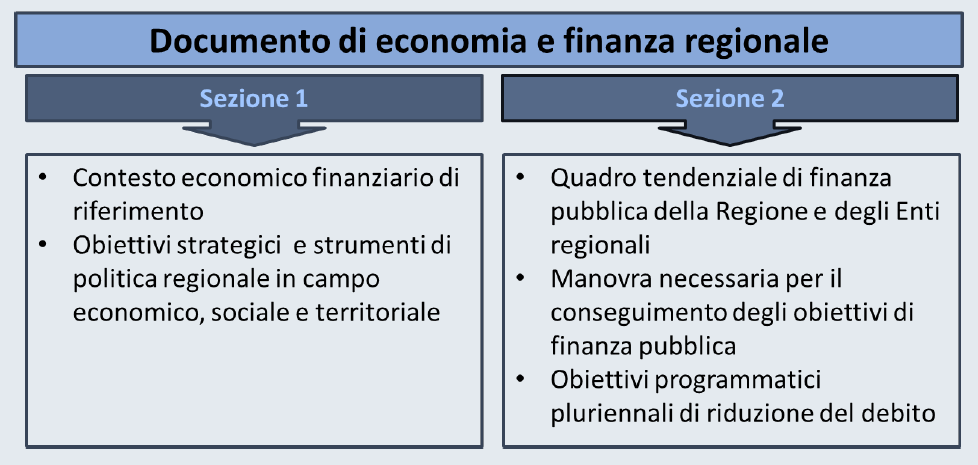 Documento di economia e finanza regionale
Sezione 1
• Contesto economico finanziario di
riferimento
• Obiettivi strategici e strumenti di
politica regionale in campo
economico, sociale e territoriale
Sezione 2
• Quadro tendenziale di finanza
pubblica della Regione e degli Enti
regionali
• Manovra necessaria per il
conseguimento degli obiettivi di
finanza pubblica
• Obiettivi programmatici
pluriennali di riduzione del debito